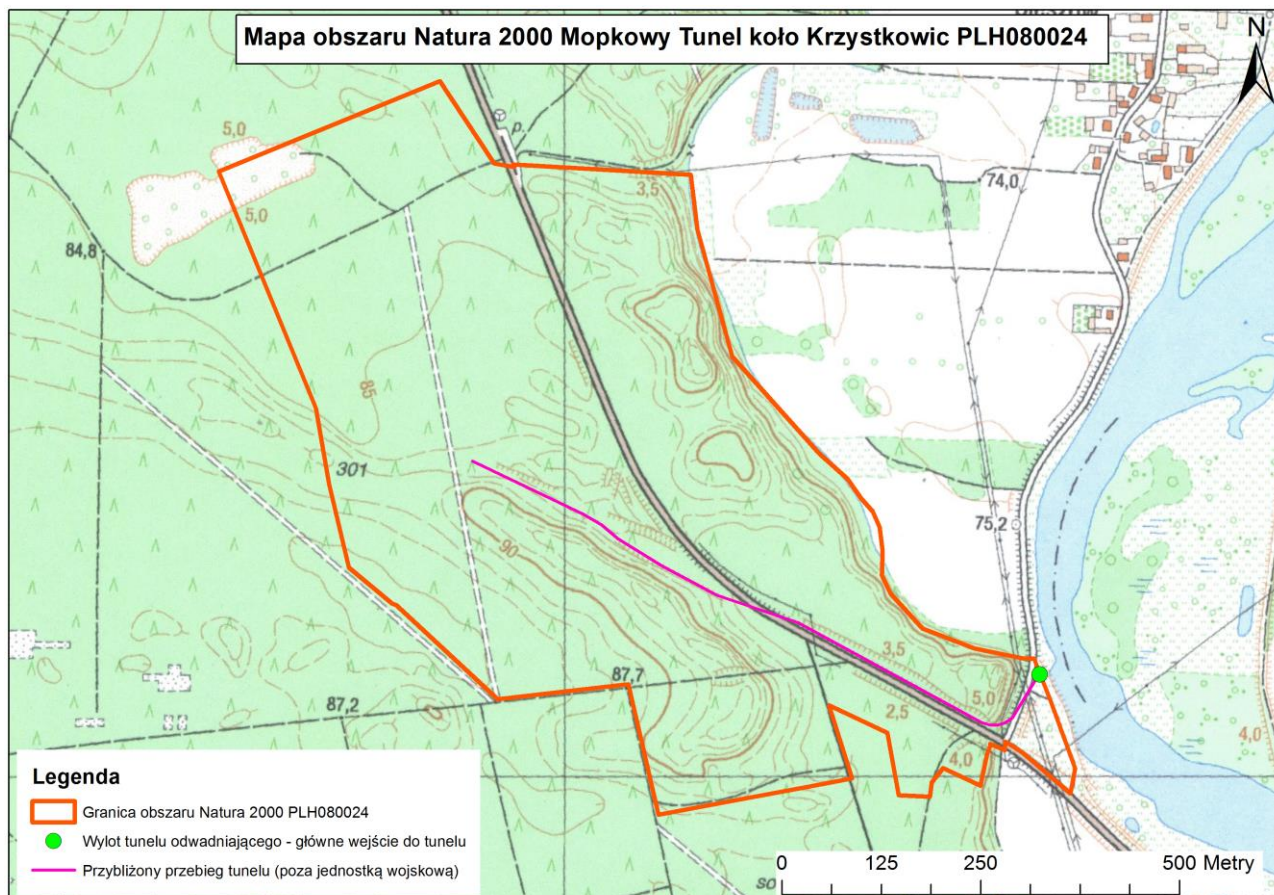 Mapa obszaru Natura 2000 Mopkowy Tunel koło Krzystkowic PLH080024
N
p.
5,0
5,0
3,5
74,0
84,8
85
301
90
75,2
3,5
5,0
2,5
87,7
87,2
4,0
4,0
Legenda
Granica obszaru Natura 2000 PLH080024
Wylot tunelu odwadniającego - główne wejście do tunelu
Przybliżony przebieg tunelu (poza jednostką wojskową)
0 125 250 500 Metry
so